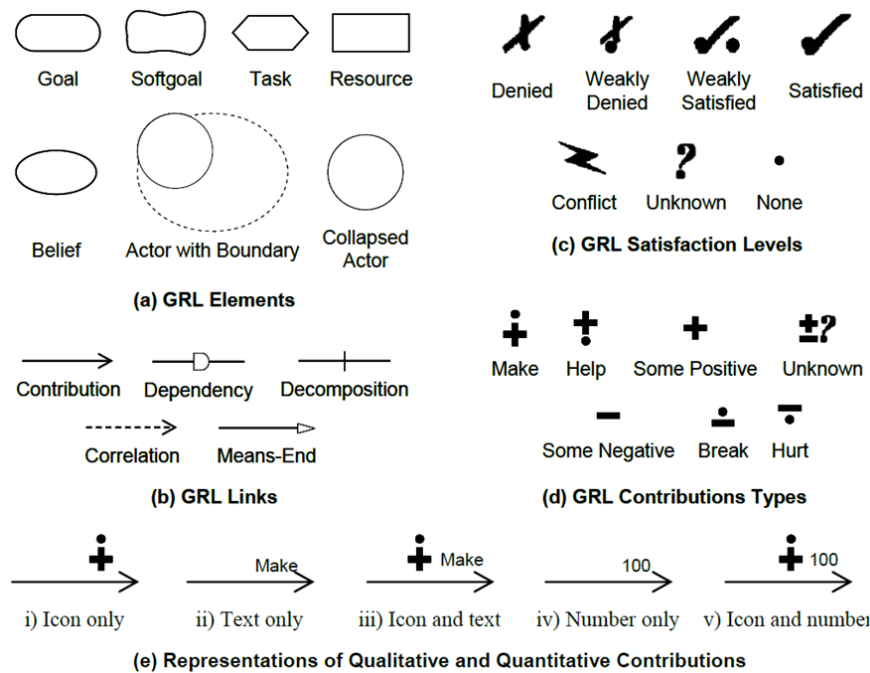 Goal Softgoal Task Resource
Belief Actor with Boundary Collapsed
Actor
(a) GRL Elements
Contribution Dependency Decomposition
Correlation Means-End
(b) GRL Links
Denied Weakly
Denied Weakly
Satisfied Satisfied
?
Conflict Unknown None
(c) GRL Satisfaction Levels
+ + + ±?
Make Help Some Positive Unknown
Some Negative Break Hurt
(d) GRL Contributions Types
Make Make 100 100
i) Icon only ii) Text only iii) Icon and text iv) Number only v) Icon and number
(e) Representations of Qualitative and Quantitative Contributions